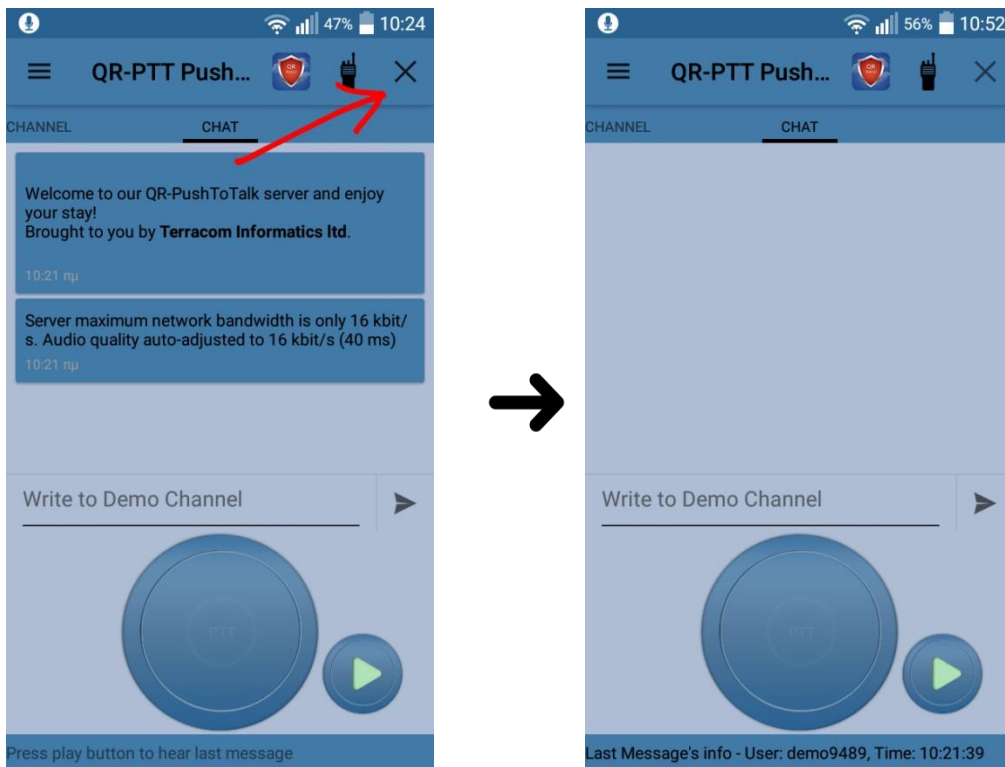 47% 10:24
QR-PTT Push...
CHANNEL CHAT
Welcome to our QR-PushToTalk server and enjoy
your stay!
Brought to you by Terracom Informatics ltd.
10:21 πμ
Server maximum network bandwidth is only 16 kbit/
s. Audio quality auto-adjusted to 16 kbit/s (40 ms)
10:21 πμ
Write to Demo Channel
PTT
Press play button to hear last message
56% 10:52
QR-PTT Push...
CHANNEL CHAT
Write to Demo Channel
PTT
Last Message's info - User: demo9489, Time: 10:21:39